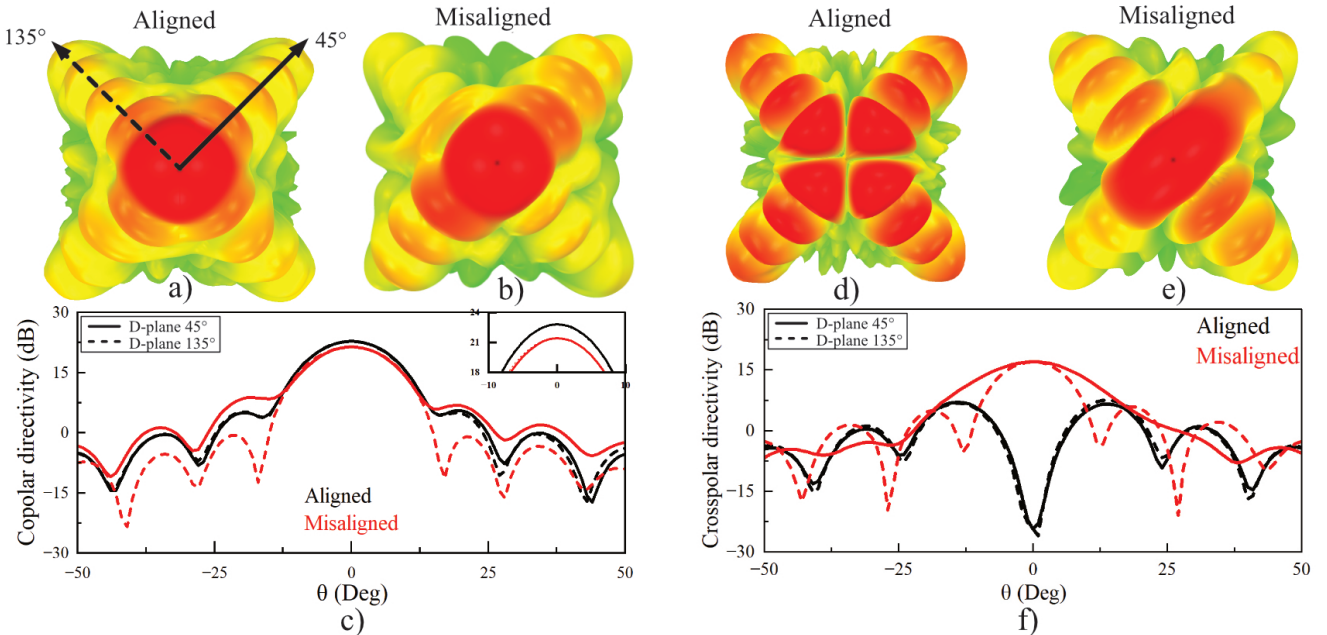 Aligned
Misaligned
135°
45°
a)
b)
Aligned
Misaligned
d)
e)
Copolar directivity (dB)
30
15
0
−15
−30
D-plane 45°
D-plane 135°
24
21
18
−10
0
10
Aligned
Misaligned
−50
−25
0
25
50
θ (Deg)
c)
Crosspolar directivity (dB)
30
15
0
−15
−30
D-plane 45°
D-plane 135°
Aligned
Misaligned
−50
−25
0
25
50
θ (Deg)
f)